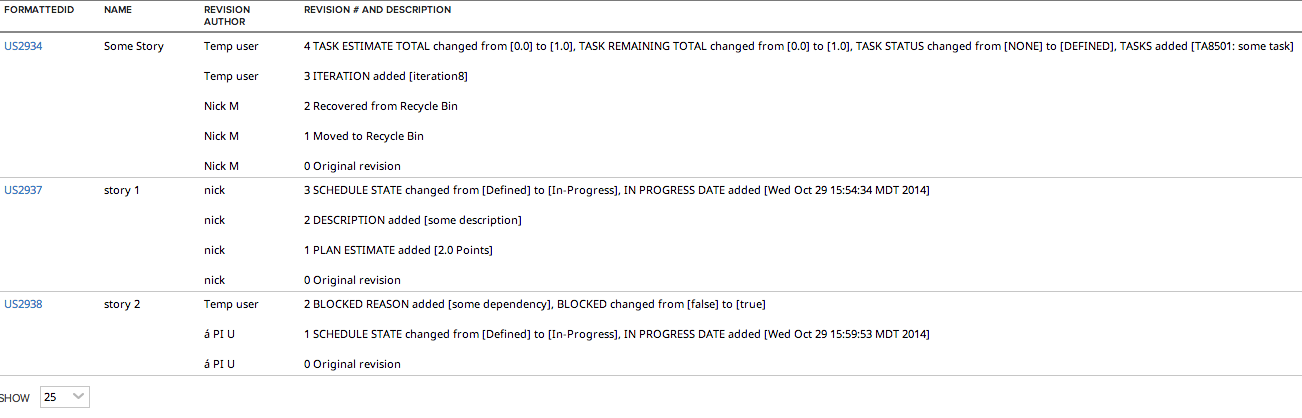 FORMATTEDID NAME REVISION AUTHOR REVISION # AND DESCRIPTION
US2934 Some Story Temp user 4 TASK ESTIMATE TOTAL changed from [0.0] to [1.0], TASK REMAINING TOTAL changed from [0.0] to [1.0], TASK STATUS changed from [NONE] to [DEFINED], TASKS added [TA8501: some task]
Temp user 3 ITERATION added [iteration8]
Nick M 2 Recovered from Recycle Bin
Nick M 1 Moved to Recycle Bin
Nick M 0 Original revision
US2937 story 1 nick 3 SCHEDULE STATE changed from [Defined] to [In-Progress], IN PROGRESS DATE added [Wed Oct 29 15:54:34 MDT 2014]
nick 2 DESCRIPTION added [some description]
nick 1 PLAN ESTIMATE added [2.0 Points]
nick 0 Original revision
US2938 story 2 Temp user 2 BLOCKED REASON added [some dependency], BLOCKED changed from [false] to [true]
á PI U 1 SCHEDULE STATE changed from [Defined] to [In-Progress], IN PROGRESS DATE added [Wed Oct 29 15:59:53 MDT 2014]
á PI U 0 Original revision
SHOW 25